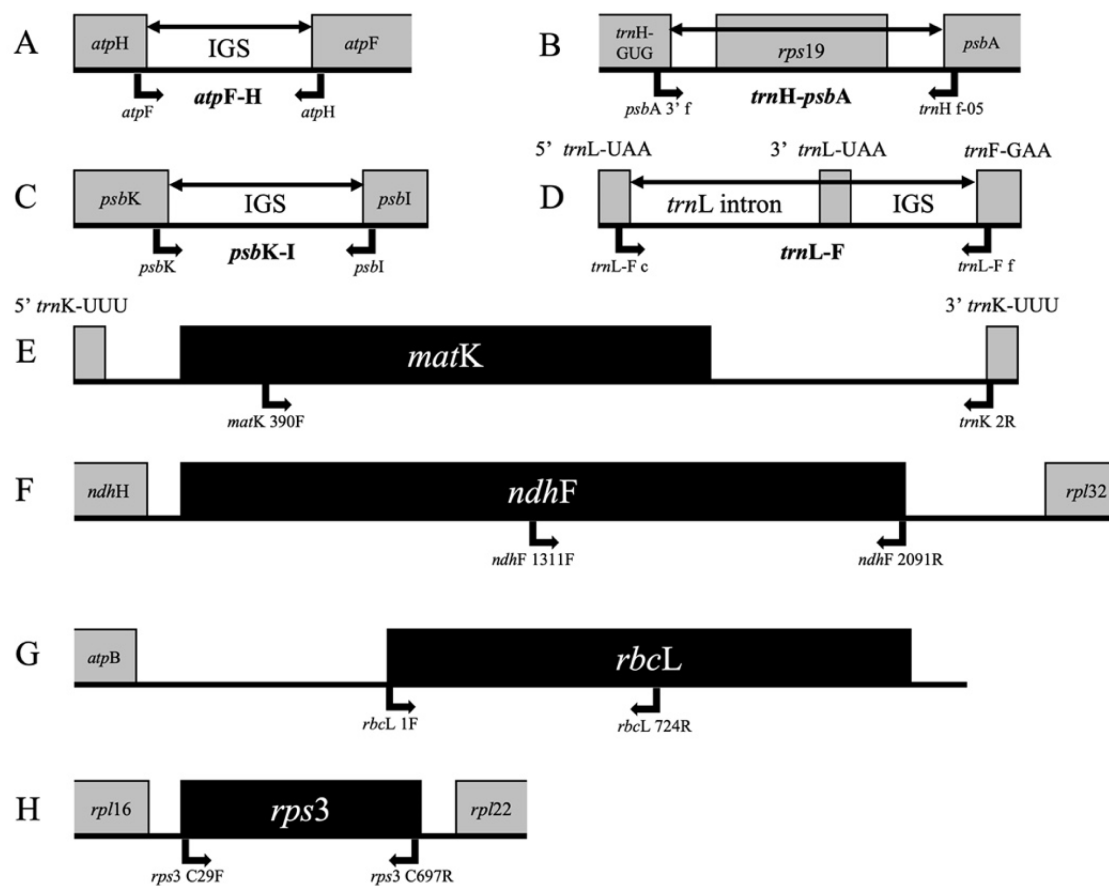 A
atpH
IGS
atpF
atpF
atpF-H
atpH
B
trnH-
GUG
rps19
psbA
psbA 3’ f
trnH-psbA
trnH f-05
C
psbK
IGS
psbI
psbK
psbK-I
psbI
D
5’ trnL-UAA
3’ trnL-UAA
trnF-GAA
trnL intron
IGS
trnL-F c
trnL-F
trnL-F f
5’ trnK-UUU
3’ trnK-UUU
E
matK
matK 390F
trnK 2R
F
ndhH
ndhF
rpl32
ndhF 1311F
ndhF 2091R
G
atpB
rbcL
rbcL 1F
rbcL 724R
H
rpl16
rps3
rpl22
rps3 C29F
rps3 C697R